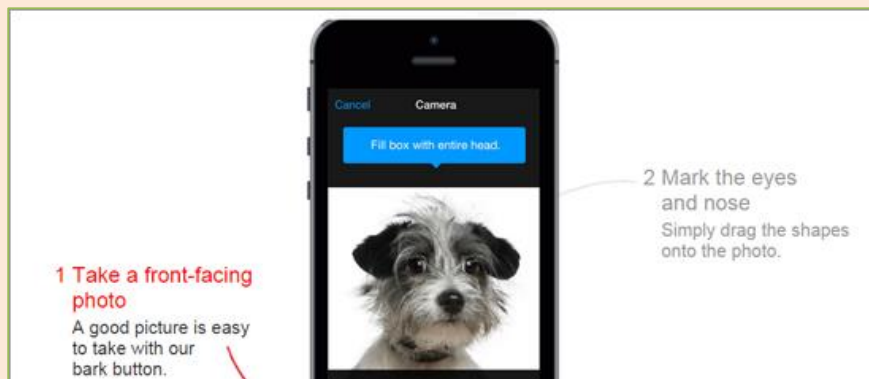 Cancel
Camera
Fill box with entire head.
1 Take a front-facing
photo
A good picture is easy
to take with our
bark button.
2 Mark the eyes
and nose
Simply drag the shapes
onto the photo.